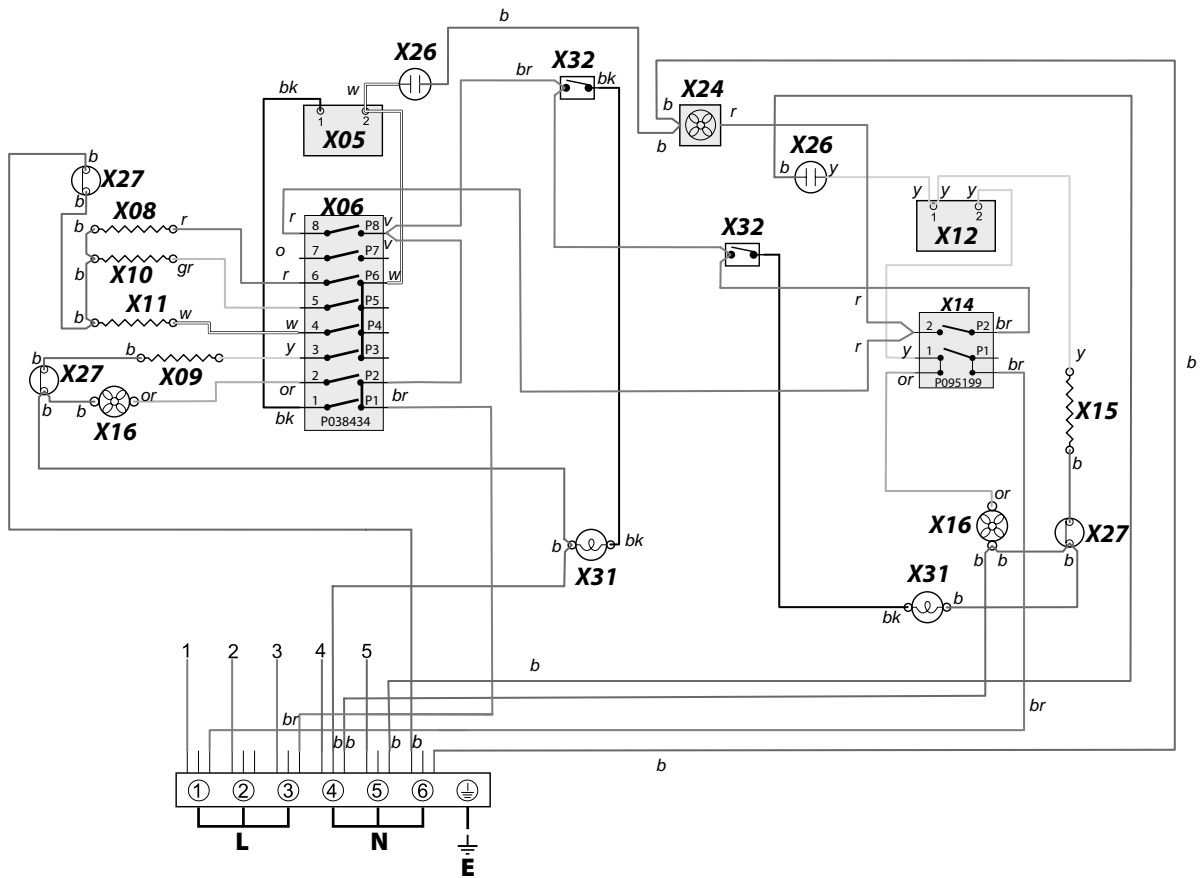 b
X26
X32
br
bk
bk
w
X24
b
r
b
1
2
X05
X26
b
y
b
X27
b
y
y
y
1
2
X12
X08
b
r
X06
r
8
P8
v
v
X32
o
7
P7
X10
b
gr
r
6
P6
w
X11
b
w
5
P5
r
X14
w
4
P4
2
P2
br
r
b
y
3
P3
y
1
P1
y
b
b
X27
X09
or
2
P2
or
br
P095199
X15
b
b
or
br
X16
1
P1
bk
P038434
b
or
X16
X27
b
bk
X31
b
b
b
X31
b
bk
1
2
3
4
5
b
br
br
b
b
b
b
b
1
2
3
4
5
6
L
N
E